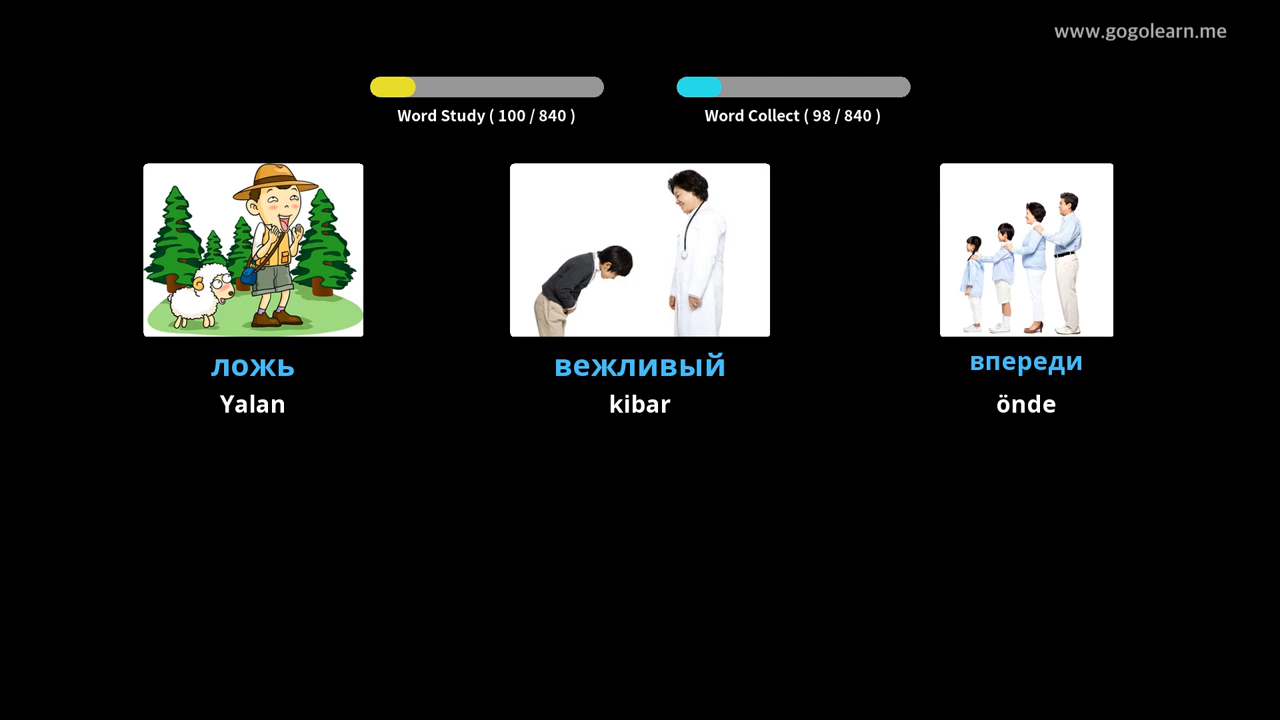 www.gogolearn.me
Word Study ( 100 / 840 )
Word Collect ( 98 / 840 )
ложь
вежливый
впереди
Yalan
kibar
önde